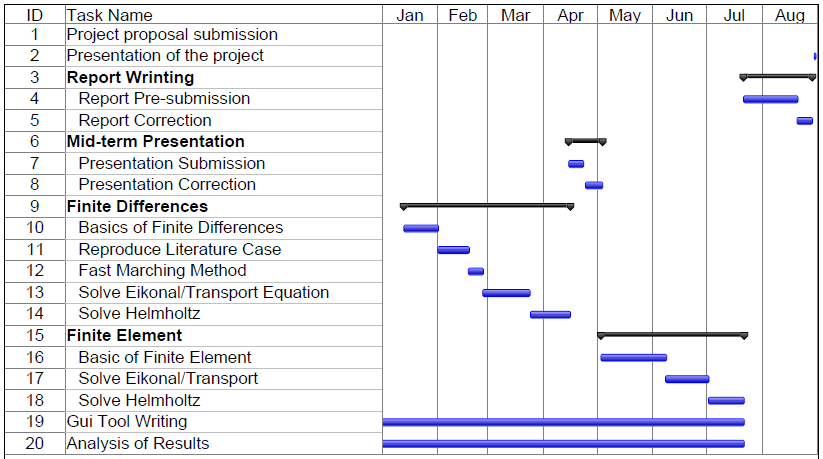 ID Task Name Jan Feb Mar Apr May Jun Jul Aug
1 Project proposal submission
2 Presentation of the project
3 Report Wrinting
4 Report Pre-submission
5 Report Correction
6 Mid-term Presentation
7 Presentation Submission
8 Presentation Correction
9 Finite Differences
10 Basics of Finite Differences
11 Reproduce Literature Case
12 Fast Marching Method
13 Solve Eikonal/Transport Equation
14 Solve Helmholtz
15 Finite Element
16 Basic of Finite Element
17 Solve Eikonal/Transport
18 Solve Helmholtz
19 Gui Tool Writing
20 Analysis of Results